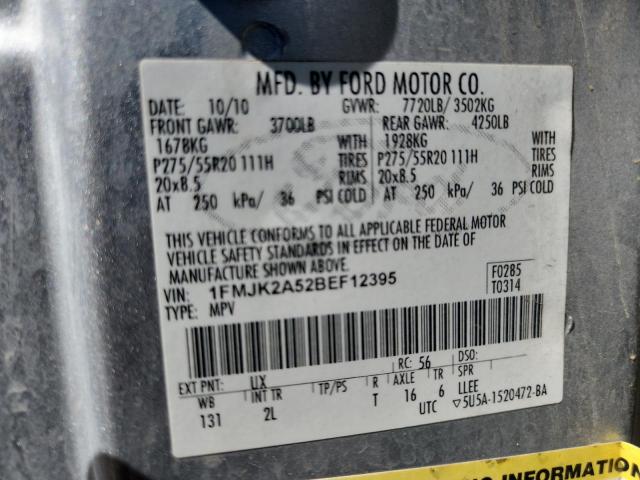 MFD. BY FORD MOTOR CO.
DATE: 10/10 GVWR: 7720LB/ 3502KG
FRONT GAWR: 3700LB REAR GAWR: 4250LB
1678KG WITH 1928KG WITH
P275/55R20 111H TIRES P275/55R20 111H TIRES
20x8.5 RIMS 20x8.5 RIMS
AT 250 kPa/ 36 PSI COLD AT 250 kPa/ 36 PSI COLD
THIS VEHICLE CONFORMS TO ALL APPLICABLE FEDERAL MOTOR
VEHICLE SAFETY STANDARDS IN EFFECT ON THE DATE OF
MANUFACTURE SHOWN ABOVE.
VIN: 1FMJK2A52BEF12395 F0285
TYPE: MPV T0314
EXT PNT: UX RC: 56 DSO:
WB INT TR TP/PS R AXLE TR SPR
131 2L T 16 6 LLEE
UTC ▽5U5A-1520472-BA
INFORMATION